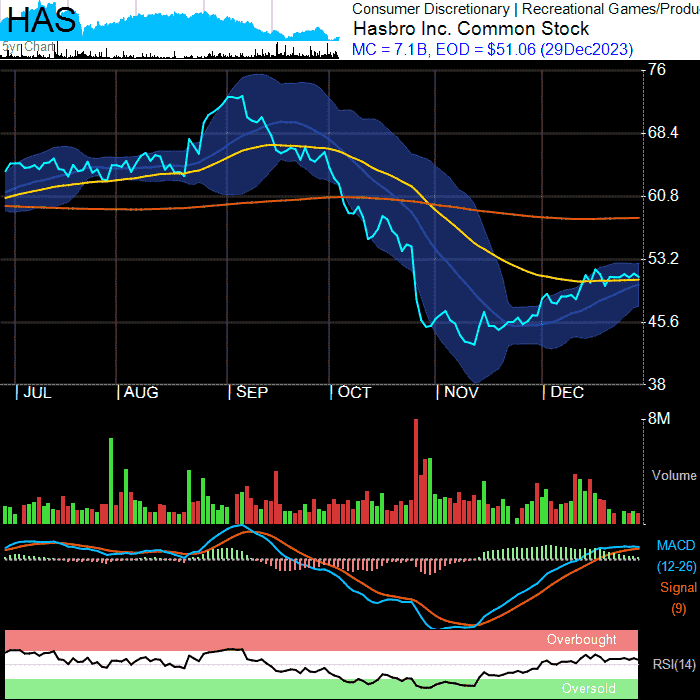 HAS
5yr Chart
Consumer Discretionary | Recreational Games/Produ
Hasbro Inc. Common Stock
MC = 7.1B, EOD = $51.06 (29Dec2023)
76
68.4
60.8
53.2
45.6
38
JUL AUG SEP OCT NOV DEC
8M
Volume
MACD
(12-26)
Signal
(9)
Overbought
RSI(14)
Oversold